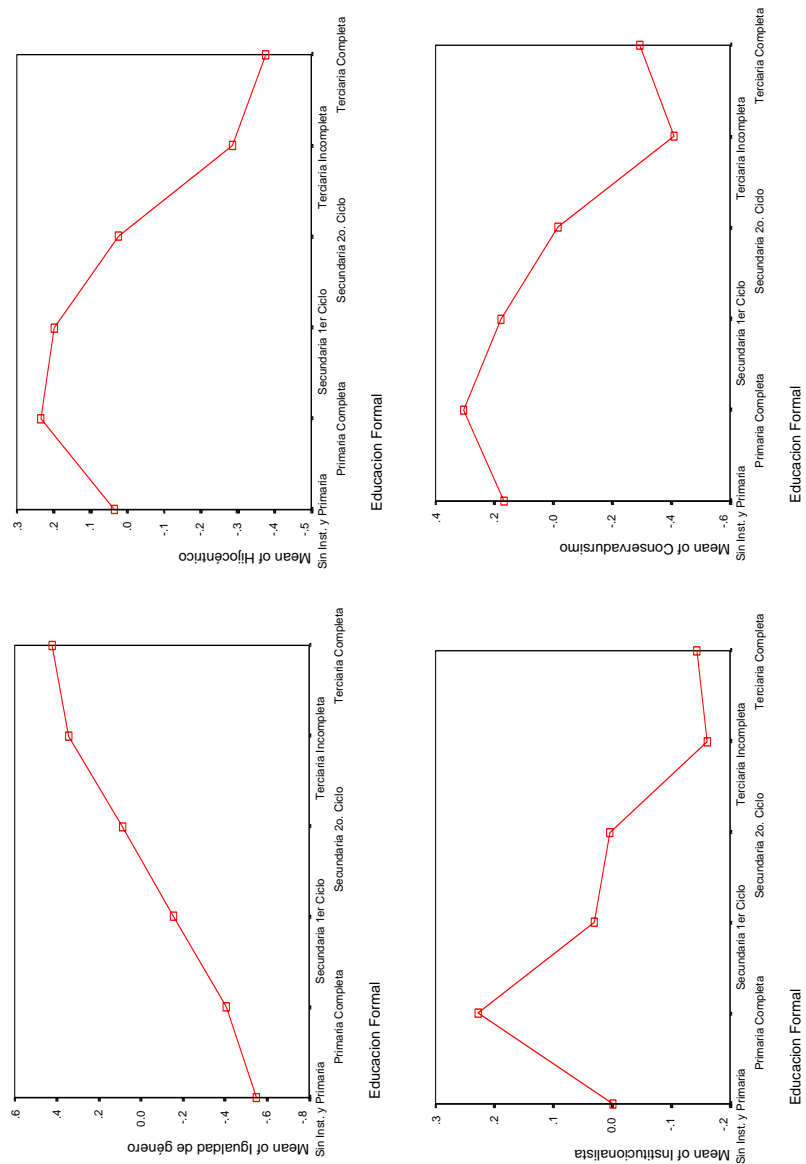 .3
.2
.1
0.0
-.1
-.2
-.3
-.4
-.5
Mean of Hijocéntrico
Sin Inst. y Primaria
Primaria Completa
Secundaria 1er Ciclo
Secundaria 2o. Ciclo
Terciaria Incompleta
Terciaria Completa
Educacion Formal
.4
.2
-.0
-.2
-.4
-.6
Mean of Conservadursimo
Sin Inst. y Primaria
Primaria Completa
Secundaria 1er Ciclo
Secundaria 2o. Ciclo
Terciaria Incompleta
Terciaria Completa
Educacion Formal
.6
.4
.2
0.0
-.2
-.4
-.6
-.8
Mean of Igualdad de género
Sin Inst. y Primaria
Primaria Completa
Secundaria 1er Ciclo
Secundaria 2o. Ciclo
Terciaria Incompleta
Terciaria Completa
Educacion Formal
.3
.2
.1
0.0
-.1
-.2
Mean of Institucionalista
Sin Inst. y Primaria
Primaria Completa
Secundaria 1er Ciclo
Secundaria 2o. Ciclo
Terciaria Incompleta
Terciaria Completa
Educacion Formal